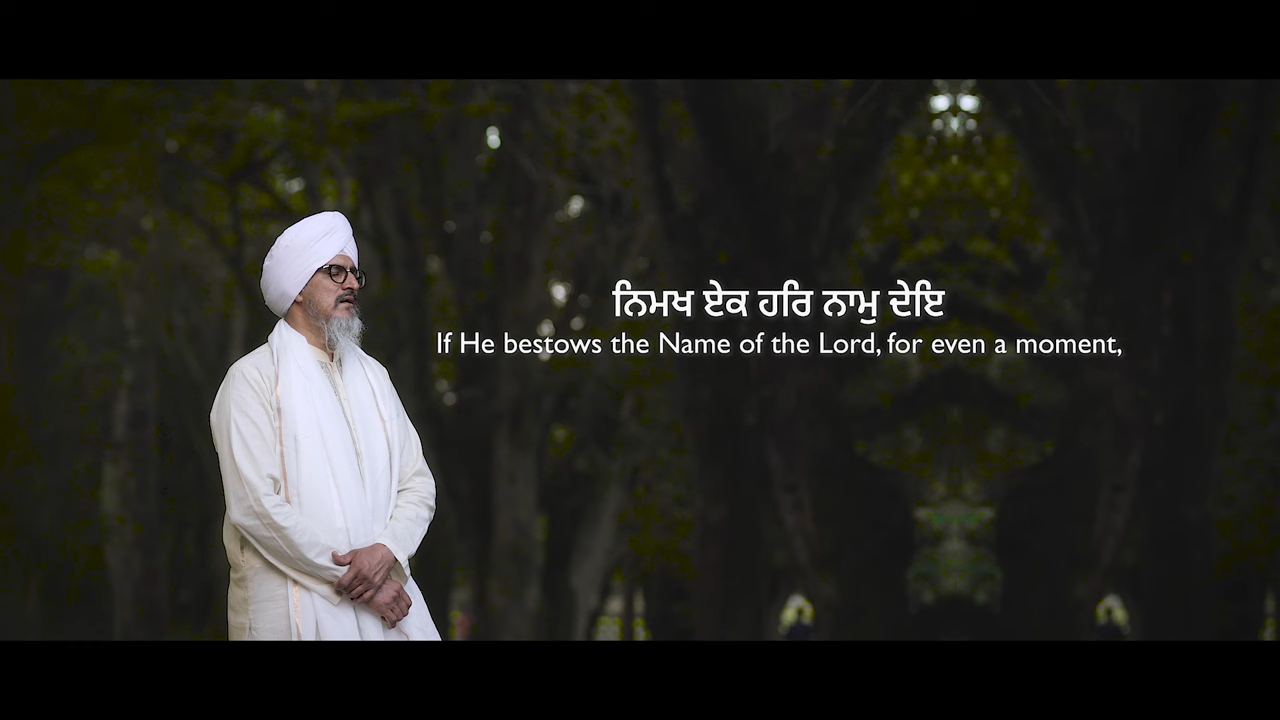 ਨਿਮਖ ਏਕ ਹਰਿ ਨਾਮੁ ਦੇਇ
If He bestows the Name of the Lord, for even a moment,